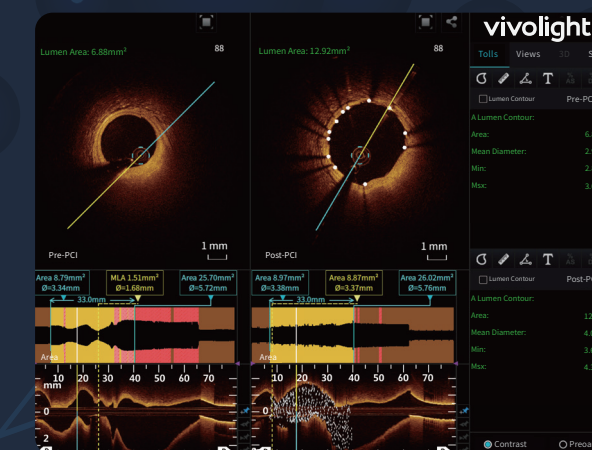 vivolight
Lumen Area: 6.88mm²
88
Lumen Area: 12.92mm²
88
Tolls
Views
3D
Lumen Contour
Pre-PC
A Lumen Contour:
Area:
Mean Diameter:
Min:
Msx:
Pre-PCI
1 mm
Post-PCI
1 mm
Lumen Contour
A Lumen Contour:
Area:
Mean Diameter:
Min:
Msx:
Area 8.79mm²
Ø=3.34mm
MLA 1.51mm²
Ø=1.68mm
Area 25.70mm²
Ø=5.72mm
Area 8.97mm²
Ø=3.38mm
Area 8.87mm²
Ø=3.37mm
Area 26.02mm²
Ø=5.76mm
33.0mm
33.0mm
Area
Area
10 20 30 40 50 60 70
10 20 30 40 50 60 70
mm
0
2
0
Contrast